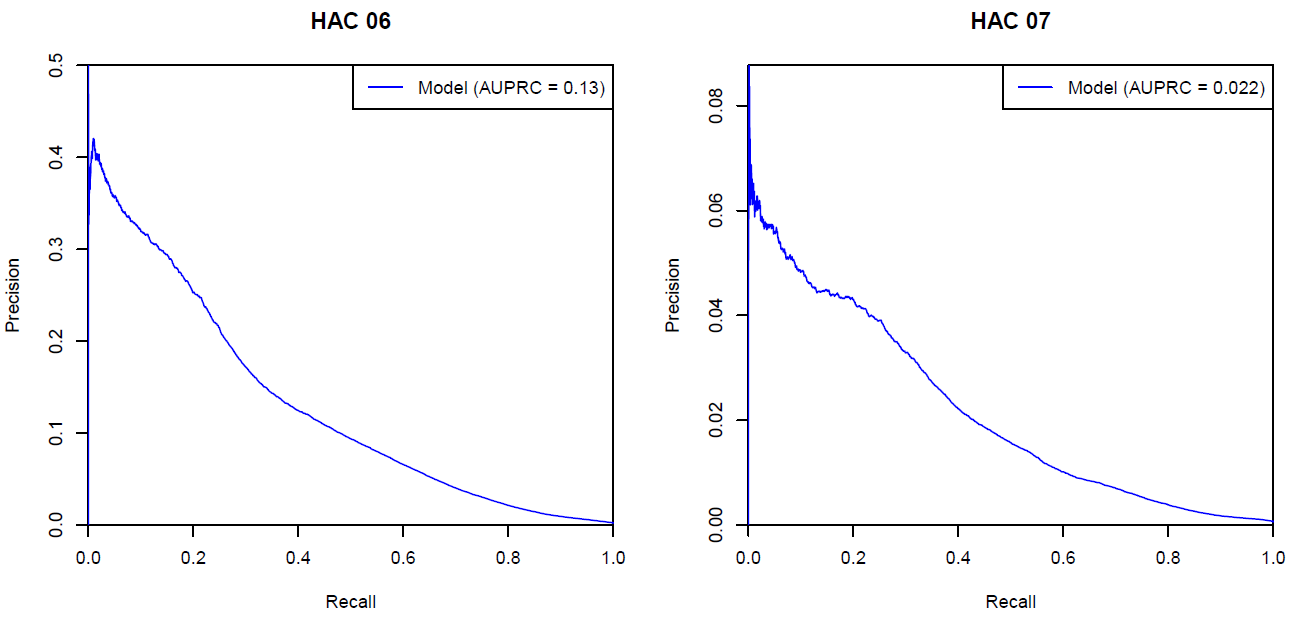 HAC 06
Model (AUPRC = 0.13)
Precision
0.5
0.4
0.3
0.2
0.1
0.0
0.0 0.2 0.4 0.6 0.8 1.0
Recall
HAC 07
Model (AUPRC = 0.022)
Precision
0.08
0.06
0.04
0.02
0.00
0.0 0.2 0.4 0.6 0.8 1.0
Recall